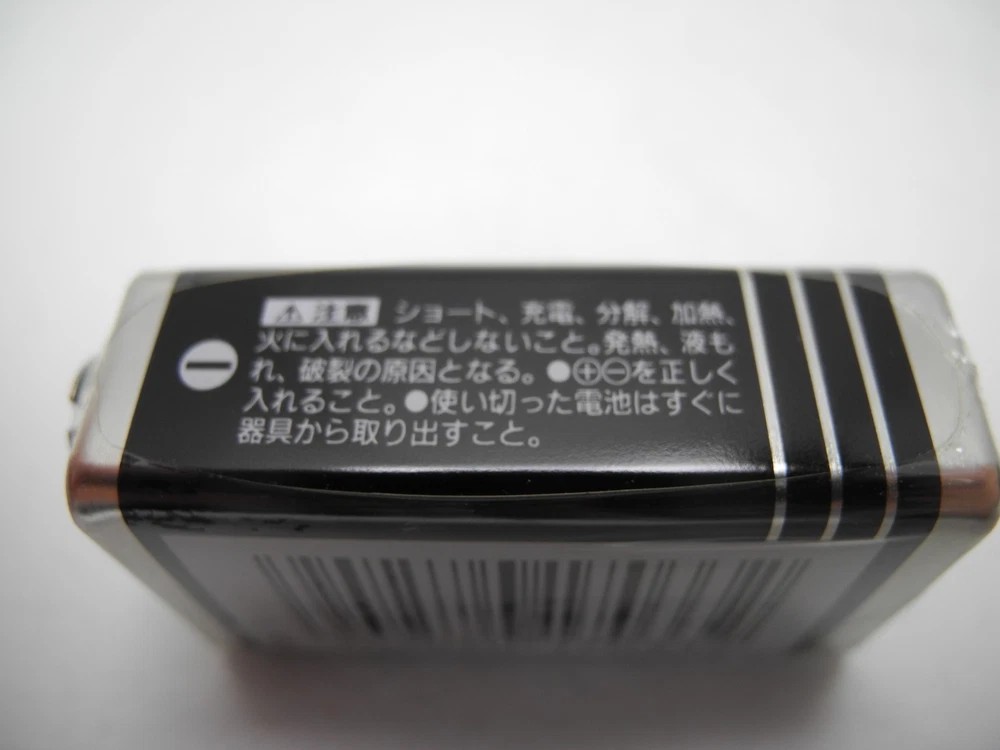 ⚠注意 ショート、充電、分解、加熱、
火に入れるなどしないこと。発熱、液も
れ、破裂の原因となる。●⊕⊖を正しく
入れること。●使い切った電池はすぐに
器具から取り出すこと。
⊖